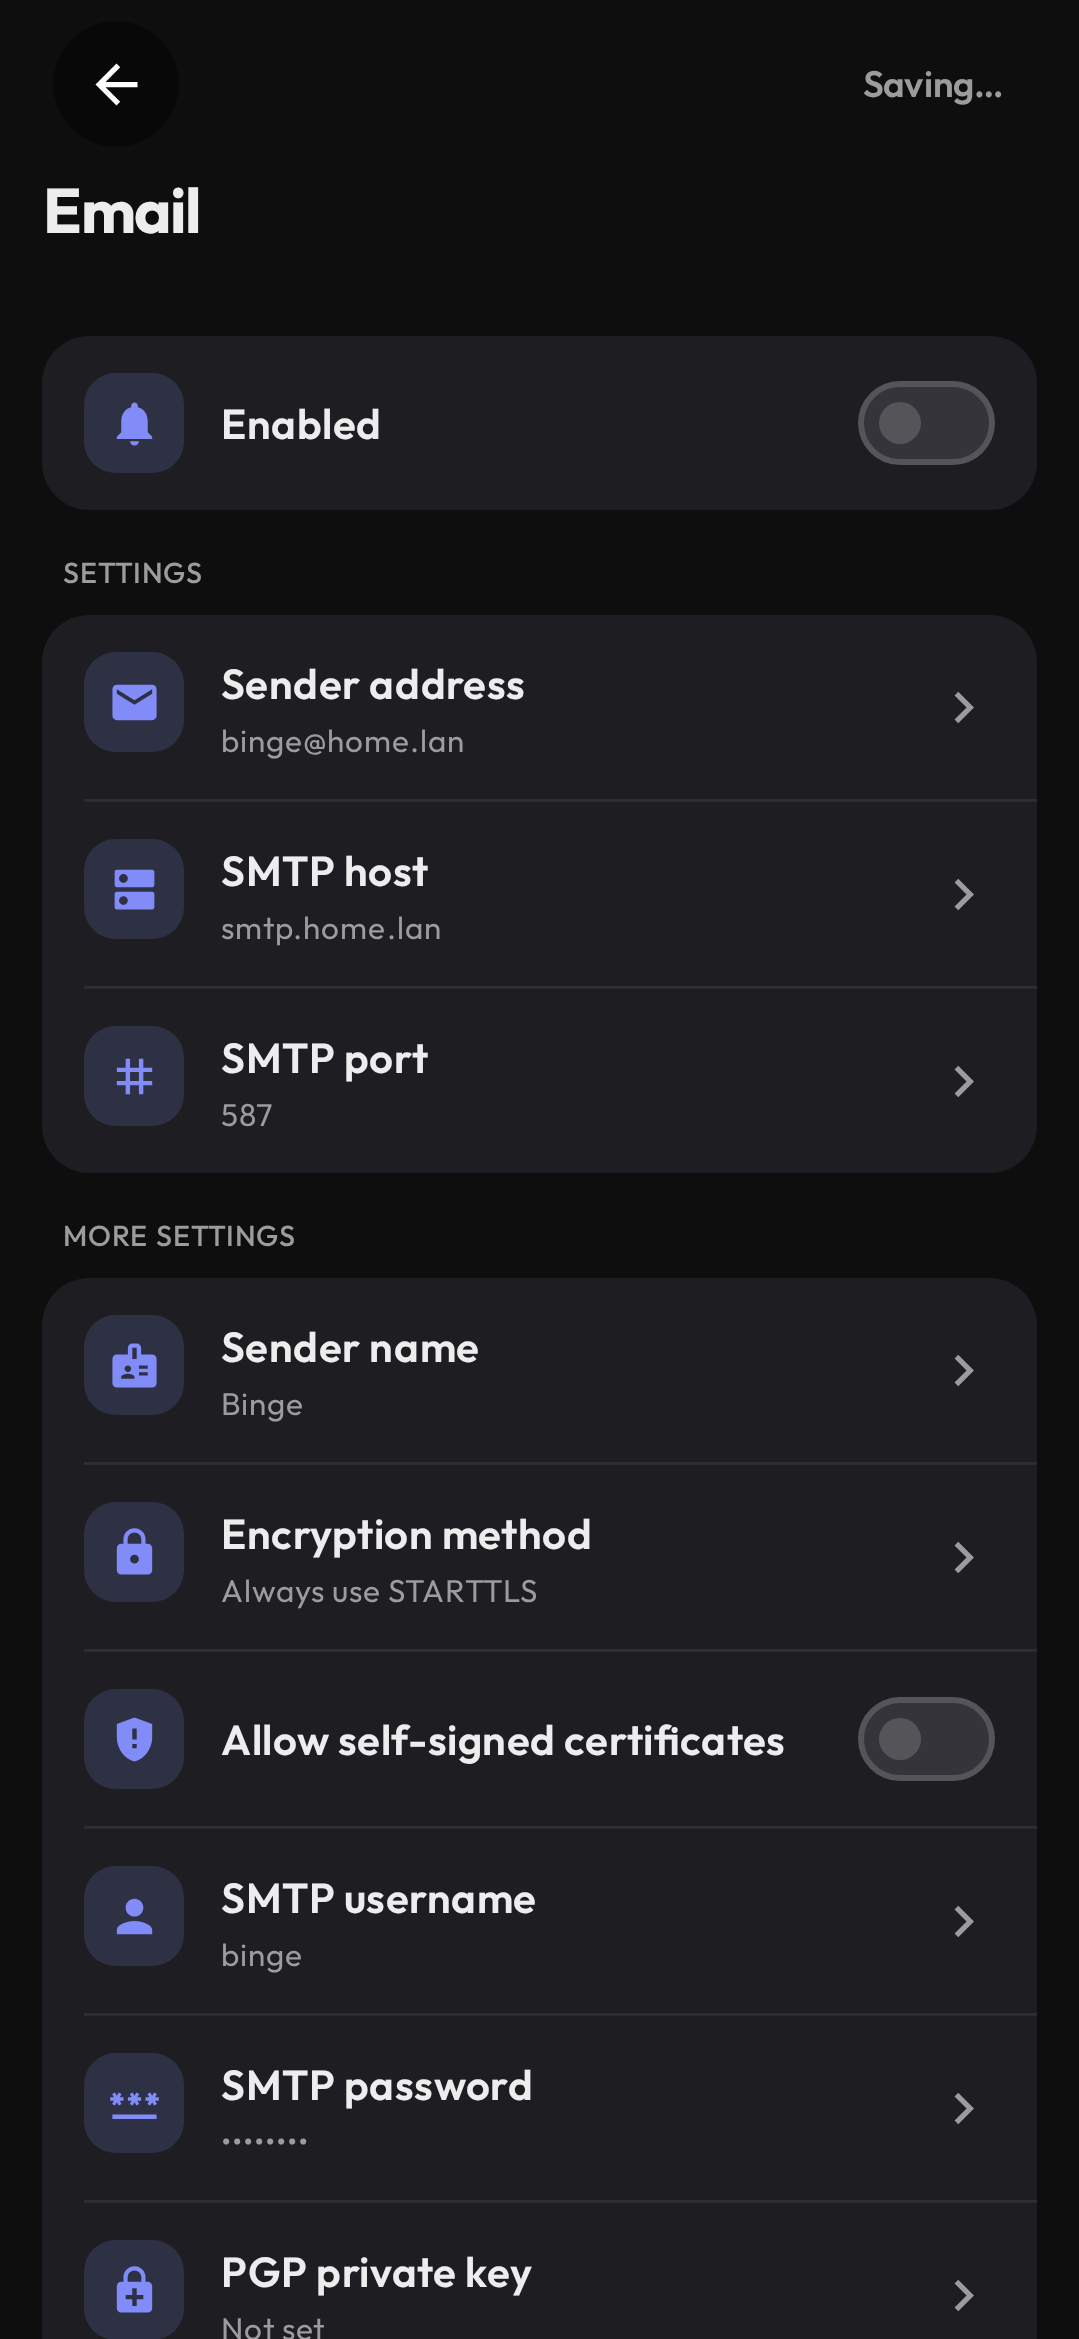 Saving...
Email
Enabled
SETTINGS
Sender address
binge@home.lan
SMTP host
smtp.home.lan
SMTP port
587
MORE SETTINGS
Sender name
Binge
Encryption method
Always use STARTTLS
Allow self-signed certificates
SMTP username
binge
SMTP password
••••••••
PGP private key
Not set